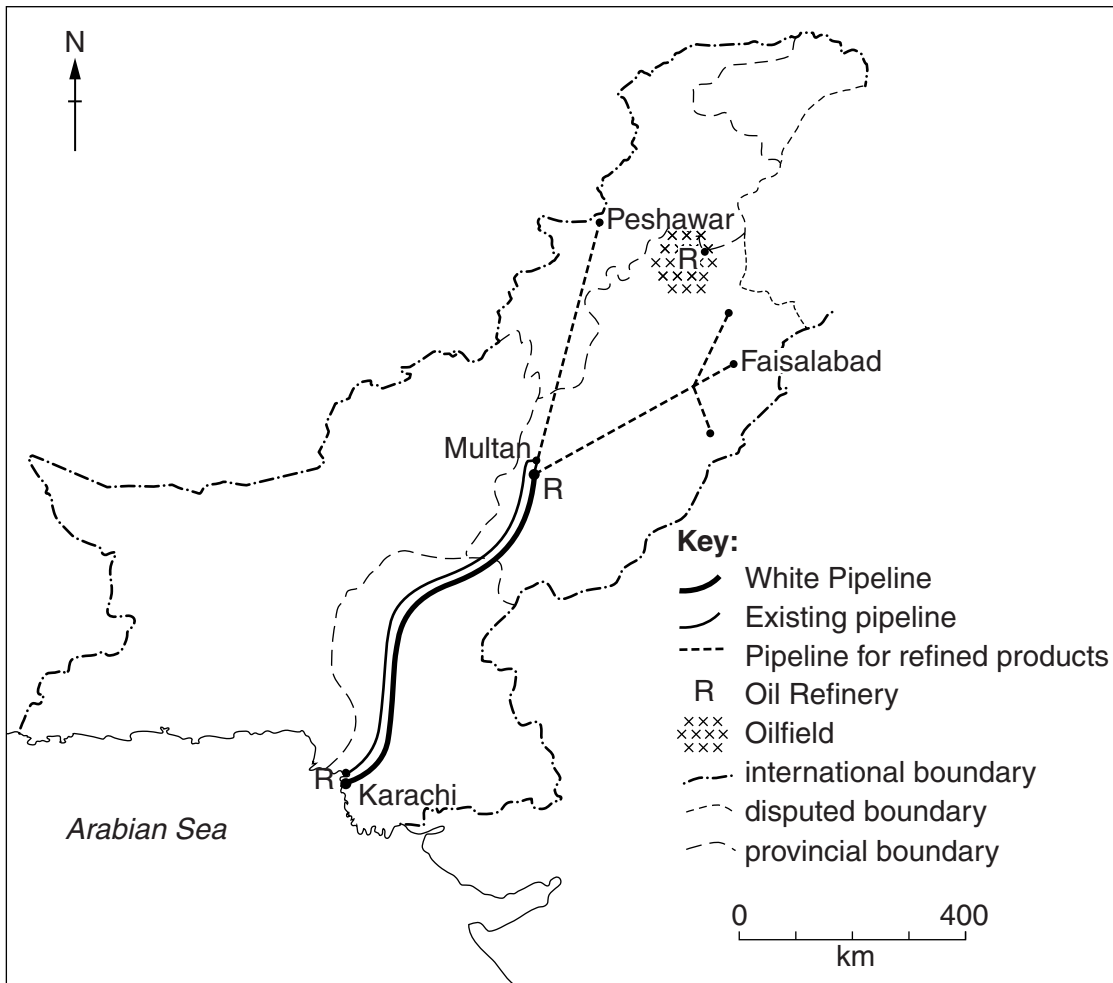 N
Peshawar
R
Faisalabad
Multan
R
Key:
White Pipeline
Existing pipeline
Pipeline for refined products
R Oil Refinery
Oilfield
international boundary
disputed boundary
provincial boundary
R
Karachi
Arabian Sea
0 400
km